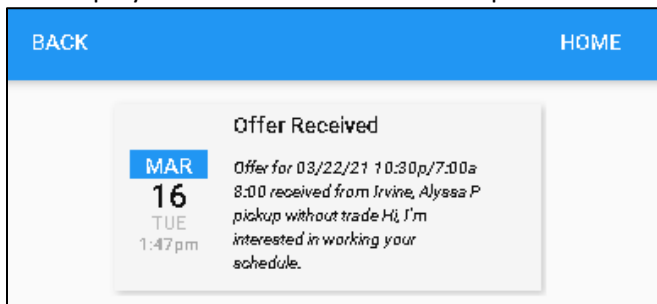 BACK
HOME
Offer Received
MAR
16
TUE
1:47pm
Offer for 03/22/21 10:30p/7:00a
8:00 received from Irvine, Alyssa P
pickup without trade Hi, I'm
interested in working your
schedule.